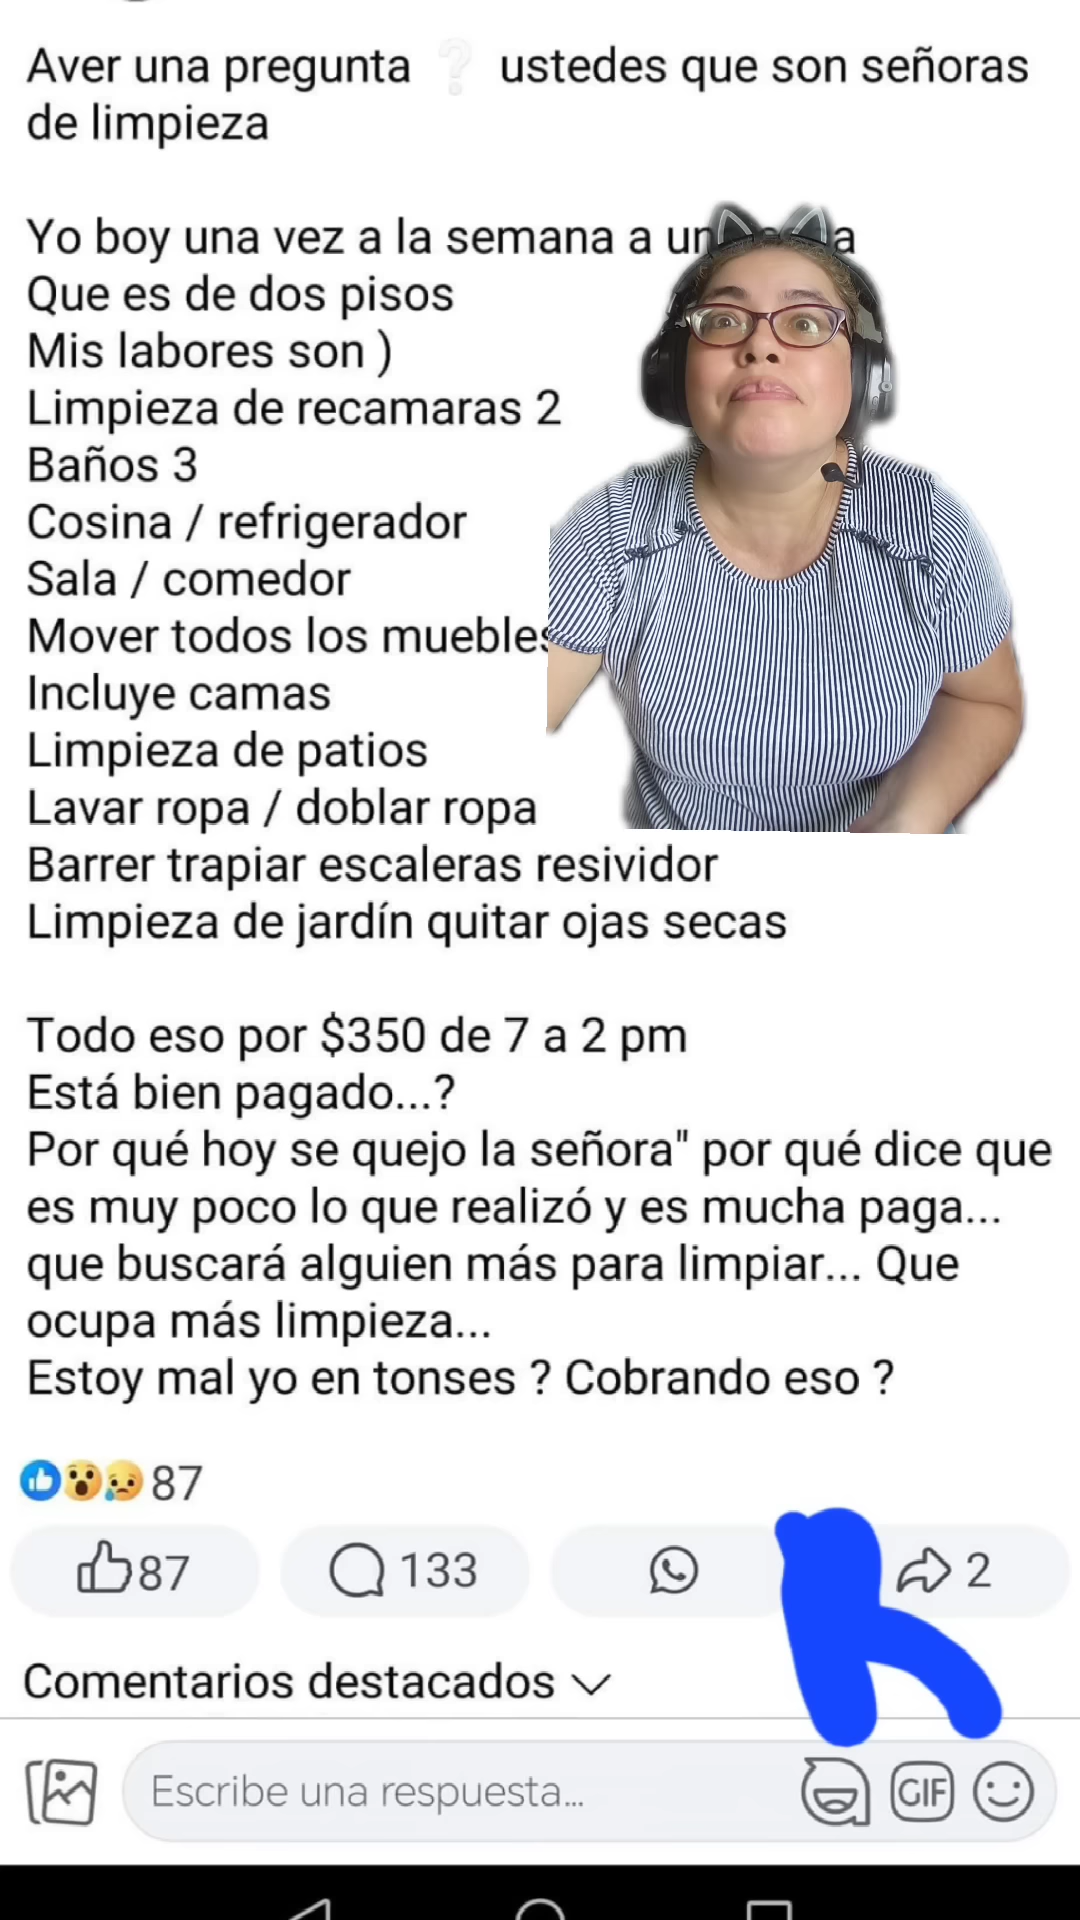 Aver una pregunta ❔ ustedes que son señoras
de limpieza
Yo boy una vez a la semana a
Que es de dos pisos
Mis labores son )
Limpieza de recamaras 2
Baños 3
Cosina / refrigerador
Sala / comedor
Mover todos los muebles
Incluye camas
Limpieza de patios
Lavar ropa / doblar ropa
Barrer trapiar escaleras resividor
Limpieza de jardín quitar ojas secas
Todo eso por $350 de 7 a 2 pm
Está bien pagado...?
Por qué hoy se quejo la señora" por qué dice que
es muy poco lo que realizó y es mucha paga...
que buscará alguien más para limpiar... Que
ocupa más limpieza...
Estoy mal yo en tonses ? Cobrando eso ?
87
87 133 2
Comentarios destacados
Escribe una respuesta... GIF